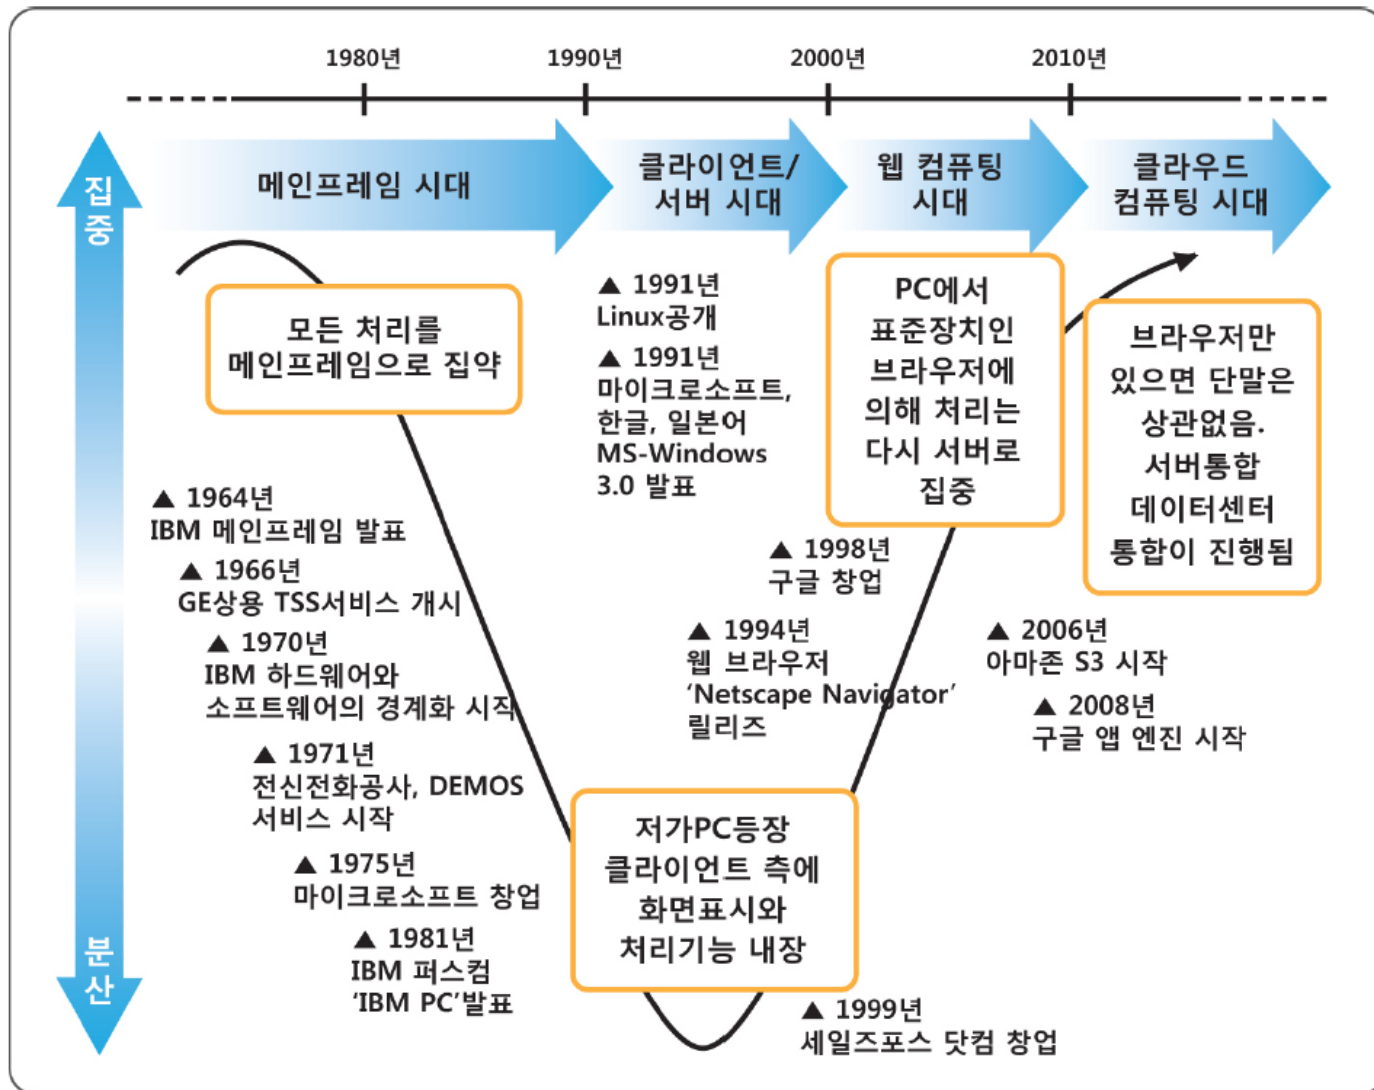 1980년
1990년
2000년
2010년
집
중
분
산
메인프레임 시대
클라이언트/
서버 시대
웹 컴퓨팅
시대
클라우드
컴퓨팅 시대
모든 처리를
메인프레임으로 집약
▲ 1964년
IBM 메인프레임 발표
▲ 1966년
GE상용 TSS서비스 개시
▲ 1970년
IBM 하드웨어와
소프트웨어의 경계화 시작
▲ 1971년
전신전화공사, DEMOS
서비스 시작
▲ 1975년
마이크로소프트 창업
▲ 1981년
IBM 퍼스컴
‘IBM PC’발표
▲ 1991년
Linux공개
▲ 1991년
마이크로소프트,
한글, 일본어
MS-Windows
3.0 발표
▲ 1998년
구글 창업
▲ 1994년
웹 브라우저
‘Netscape Navigator’
릴리즈
저가PC등장
클라이언트 측에
화면표시와
처리기능 내장
▲ 1999년
세일즈포스 닷컴 창업
PC에서
표준장치인
브라우저에
의해 처리는
다시 서버로
집중
브라우저만
있으면 단말은
상관없음.
서버통합
데이터센터
통합이 진행됨
▲ 2006년
아마존 S3 시작
▲ 2008년
구글 앱 엔진 시작